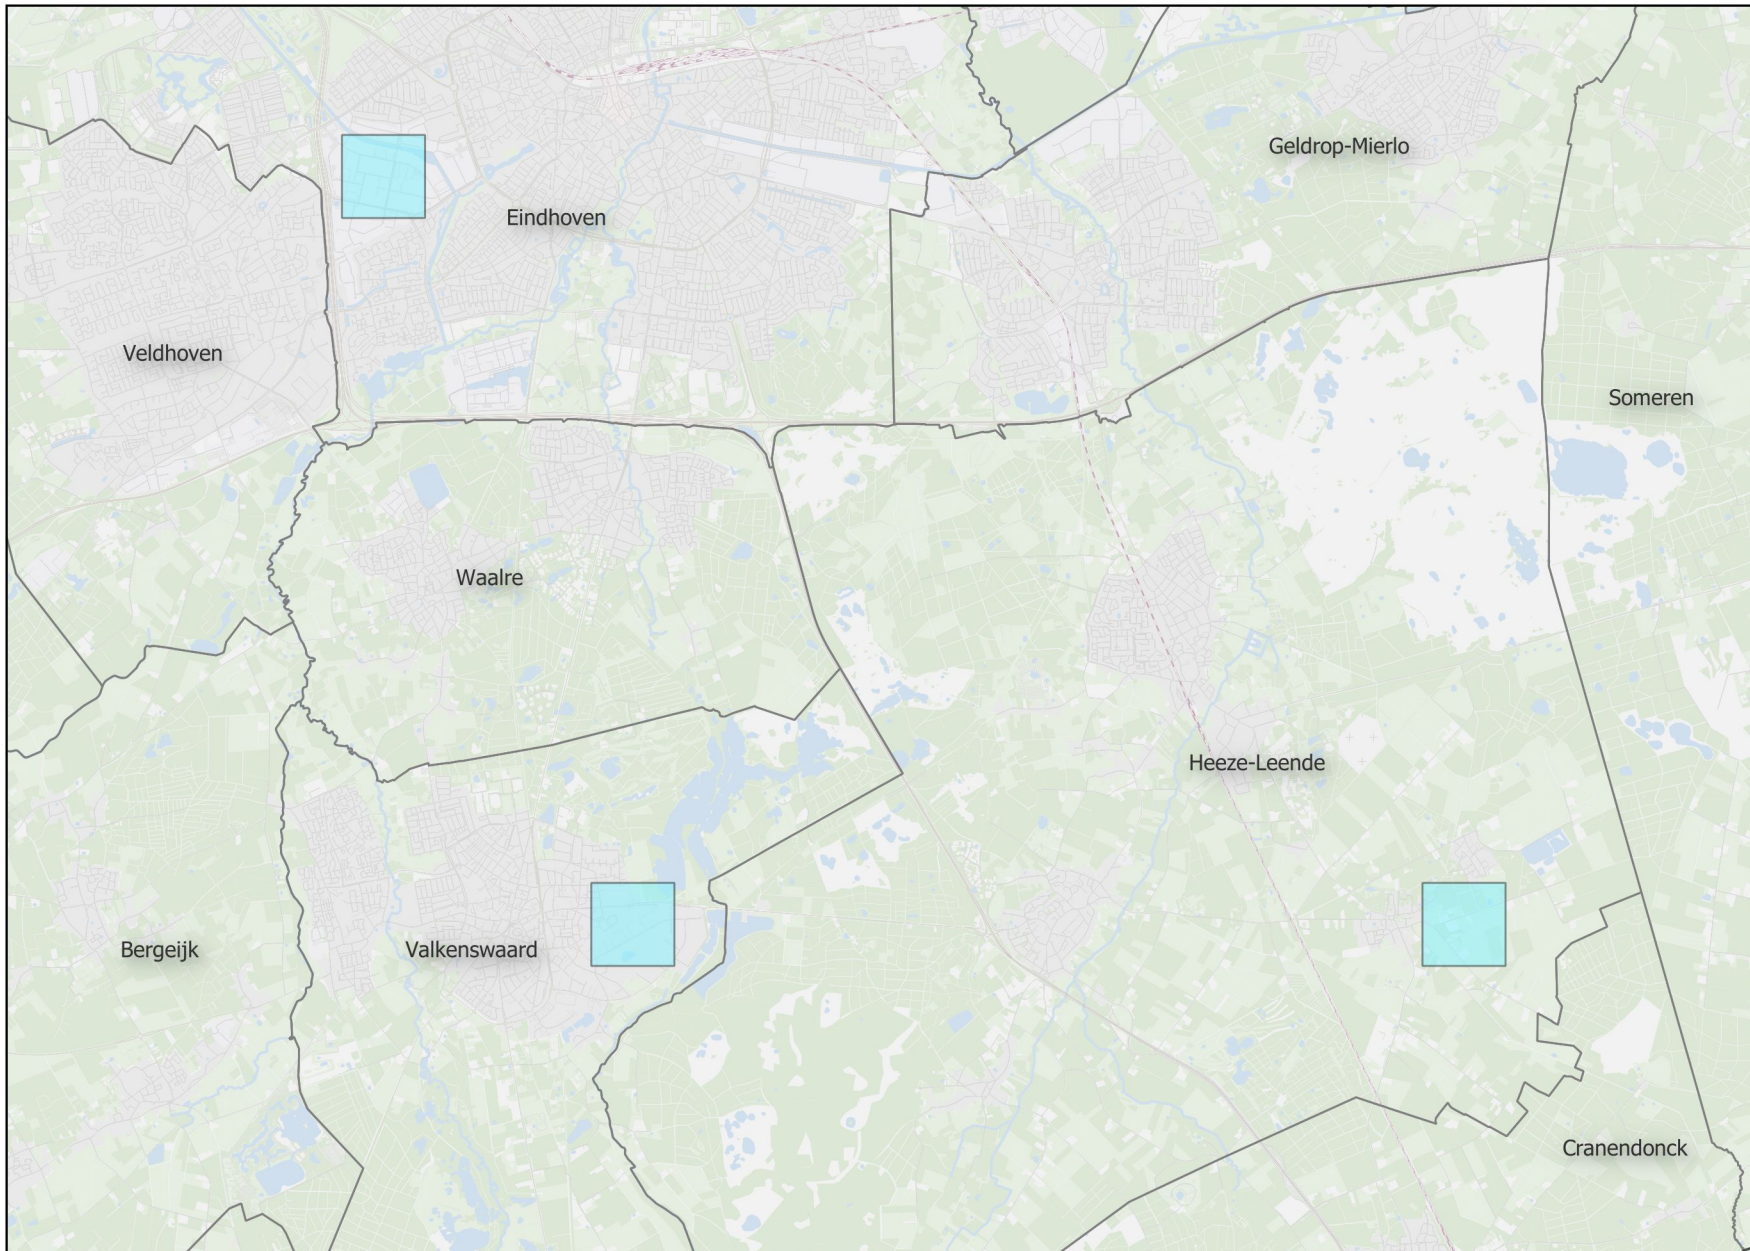 Geldrop-Mierlo
Eindhoven
Veldhoven
Someren
Waalre
Heeze-Leende
Bergeijk
Valkenswaard
Cranendonck